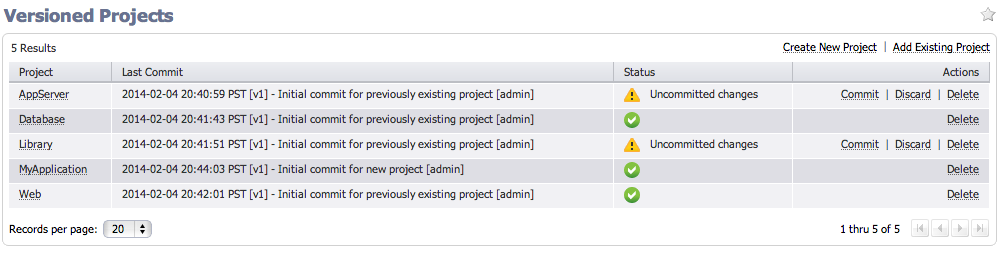 Versioned Projects
5 Results Create New Project | Add Existing Project
Project Last Commit Status Actions
AppServer 2014-02-04 20:40:59 PST [v1] - Initial commit for previously existing project [admin] Uncommitted changes Commit | Discard | Delete
Database 2014-02-04 20:41:43 PST [v1] - Initial commit for previously existing project [admin] Delete
Library 2014-02-04 20:41:51 PST [v1] - Initial commit for previously existing project [admin] Uncommitted changes Commit | Discard | Delete
MyApplication 2014-02-04 20:44:03 PST [v1] - Initial commit for new project [admin] Delete
Web 2014-02-04 20:42:01 PST [v1] - Initial commit for previously existing project [admin] Delete
Records per page: 20 1 thru 5 of 5